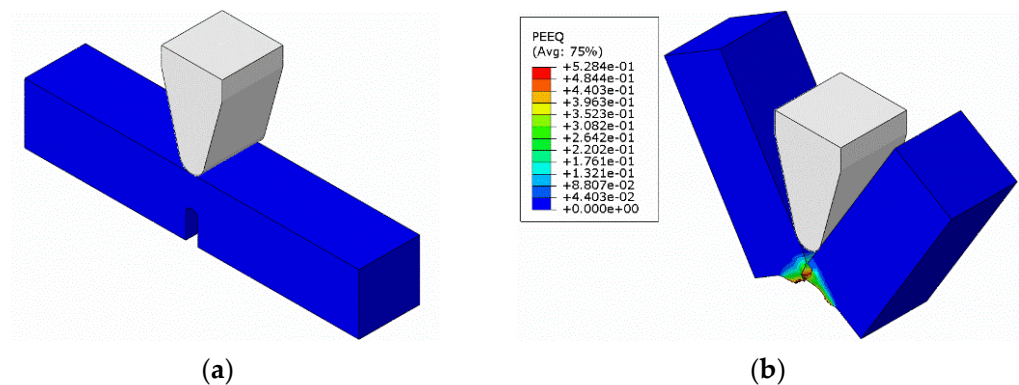 PEEQ
(Avg: 75%)
+5.284e-01
+4.844e-01
+4.403e-01
+3.963e-01
+3.523e-01
+3.082e-01
+2.642e-01
+2.202e-01
+1.761e-01
+1.321e-01
+8.807e-02
+4.403e-02
+0.000e+00
(a)
(b)